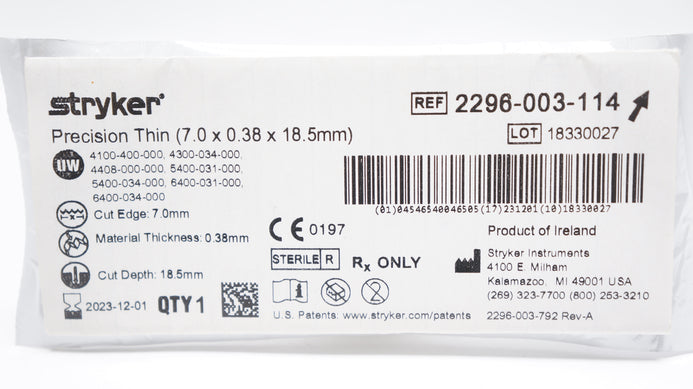 stryker®
REF 2296-003-114
Precision Thin (7.0 x 0.38 x 18.5mm)
LOT 18330027
UW
4100-400-000, 4300-034-000,
4408-000-000, 5400-031-000,
5400-034-000, 6400-031-000,
6400-034-000
(01)04546540046505(17)231201(10)18330027
Cut Edge: 7.0mm
CE 0197
Product of Ireland
Material Thickness: 0.38mm
STERILE R
Rx ONLY
Stryker Instruments
4100 E. Milham
Kalamazoo, MI 49001 USA
(269) 323-7700 (800) 253-3210
Cut Depth: 18.5mm
2023-12-01 QTY 1
i
2
U.S. Patents: www.stryker.com/patents
2296-003-792 Rev-A